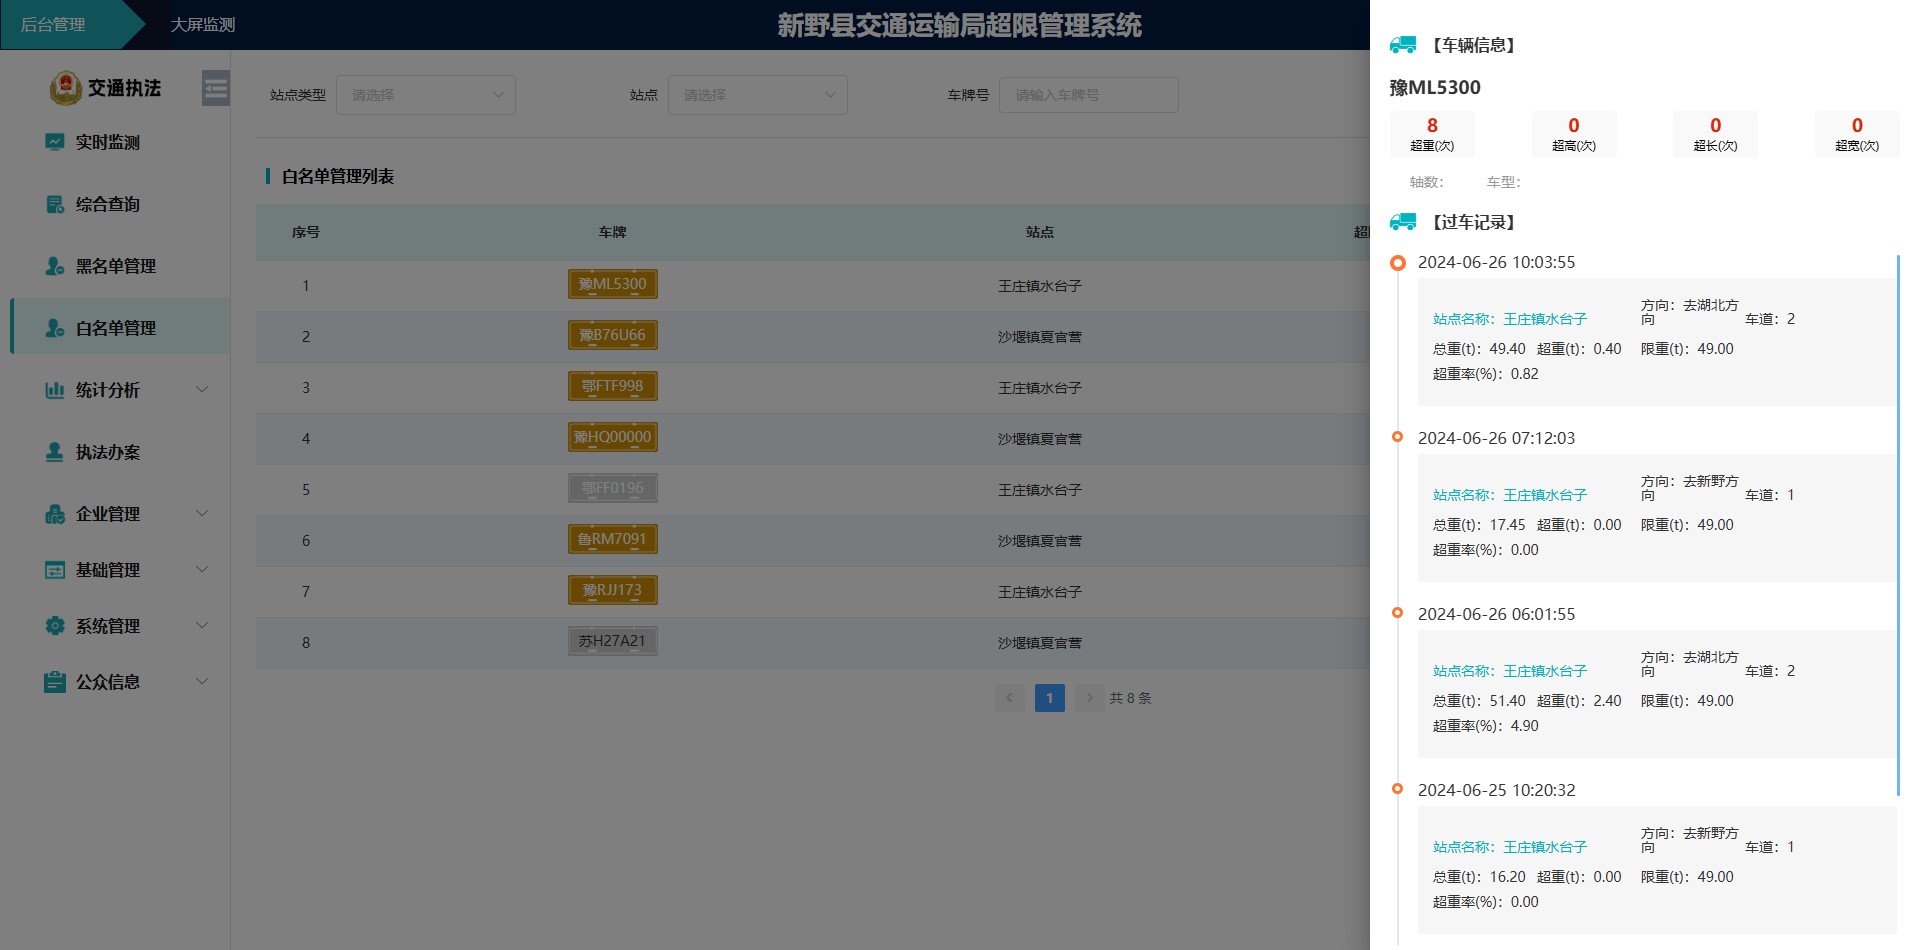 后台管理
大屏监测
新野县交通运输局超限管理系统
交通执法
实时监测
综合查询
黑名单管理
白名单管理
统计分析
执法办案
企业管理
基础管理
系统管理
公众信息
站点类型 请选择 站点 请选择 车牌号 请输入车牌号
白名单管理列表
序号 车牌 站点
1 豫ML5300 王庄镇水台子
2 豫B76U66 沙堰镇夏官营
3 鄂FTF998 王庄镇水台子
4 豫HQ00000 沙堰镇夏官营
5 鄂FF0196 王庄镇水台子
6 鲁RM7091 沙堰镇夏官营
7 豫RJJ173 王庄镇水台子
8 苏H27A21 沙堰镇夏官营
< 1 > 共 8 条
【车辆信息】
豫ML5300
8 0 0 0
超重(次) 超高(次) 超长(次) 超宽(次)
轴数： 车型：
【过车记录】
2024-06-26 10:03:55
站点名称：王庄镇水台子 方向：去湖北方向 车道：2
总重(t)：49.40 超重(t)：0.40 限重(t)：49.00
超重率(%)：0.82
2024-06-26 07:12:03
站点名称：王庄镇水台子 方向：去新野方向 车道：1
总重(t)：17.45 超重(t)：0.00 限重(t)：49.00
超重率(%)：0.00
2024-06-26 06:01:55
站点名称：王庄镇水台子 方向：去湖北方向 车道：2
总重(t)：51.40 超重(t)：2.40 限重(t)：49.00
超重率(%)：4.90
2024-06-25 10:20:32
站点名称：王庄镇水台子 方向：去新野方向 车道：1
总重(t)：16.20 超重(t)：0.00 限重(t)：49.00
超重率(%)：0.00